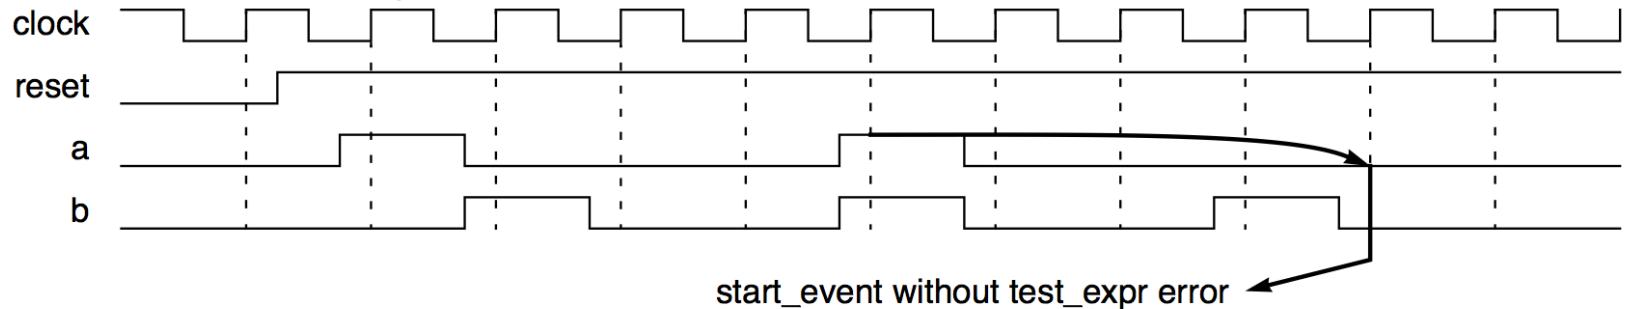 clock
reset
a
b
start_event without test_expr error